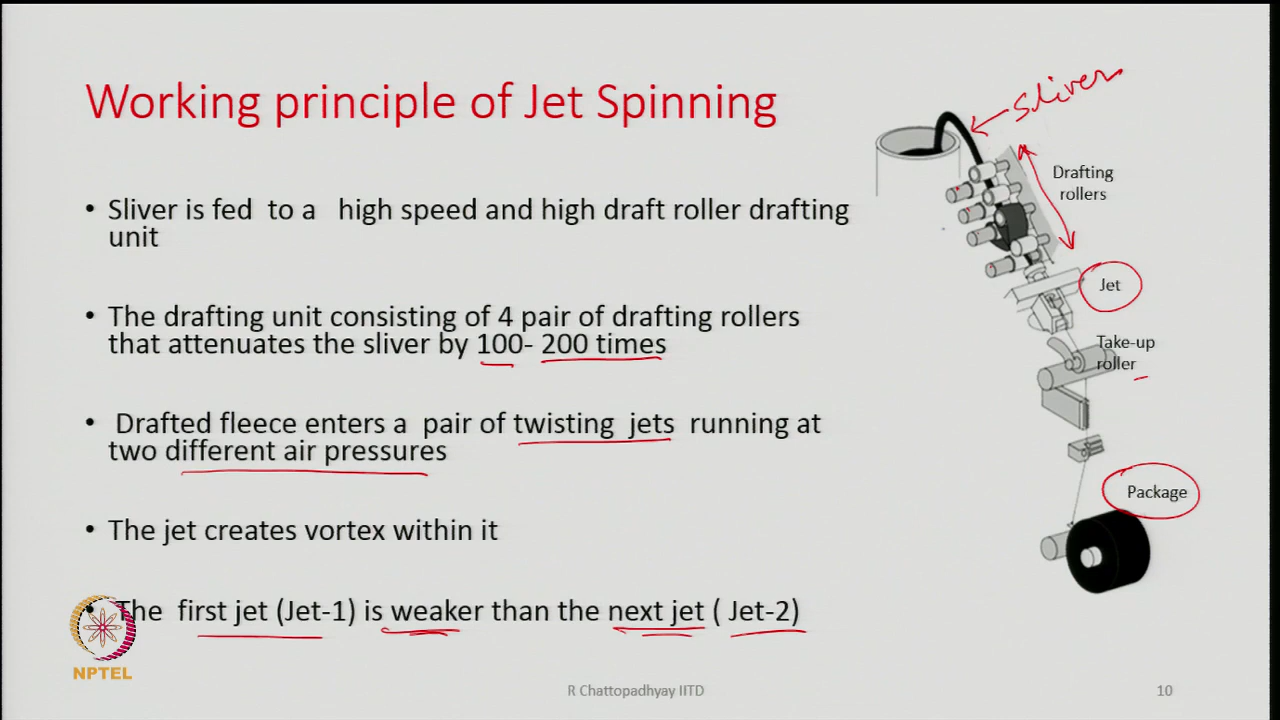 Working principle of Jet Spinning
Sliver
Drafting
rollers
• Sliver is fed to a high speed and high draft roller drafting
unit
Jet
• The drafting unit consisting of 4 pair of drafting rollers
that attenuates the sliver by 100- 200 times
Take-up
roller
• Drafted fleece enters a pair of twisting jets running at
two different air pressures
Package
• The jet creates vortex within it
• The first jet (Jet-1) is weaker than the next jet ( Jet-2)
NPTEL
R Chattopadhyay IITD
10